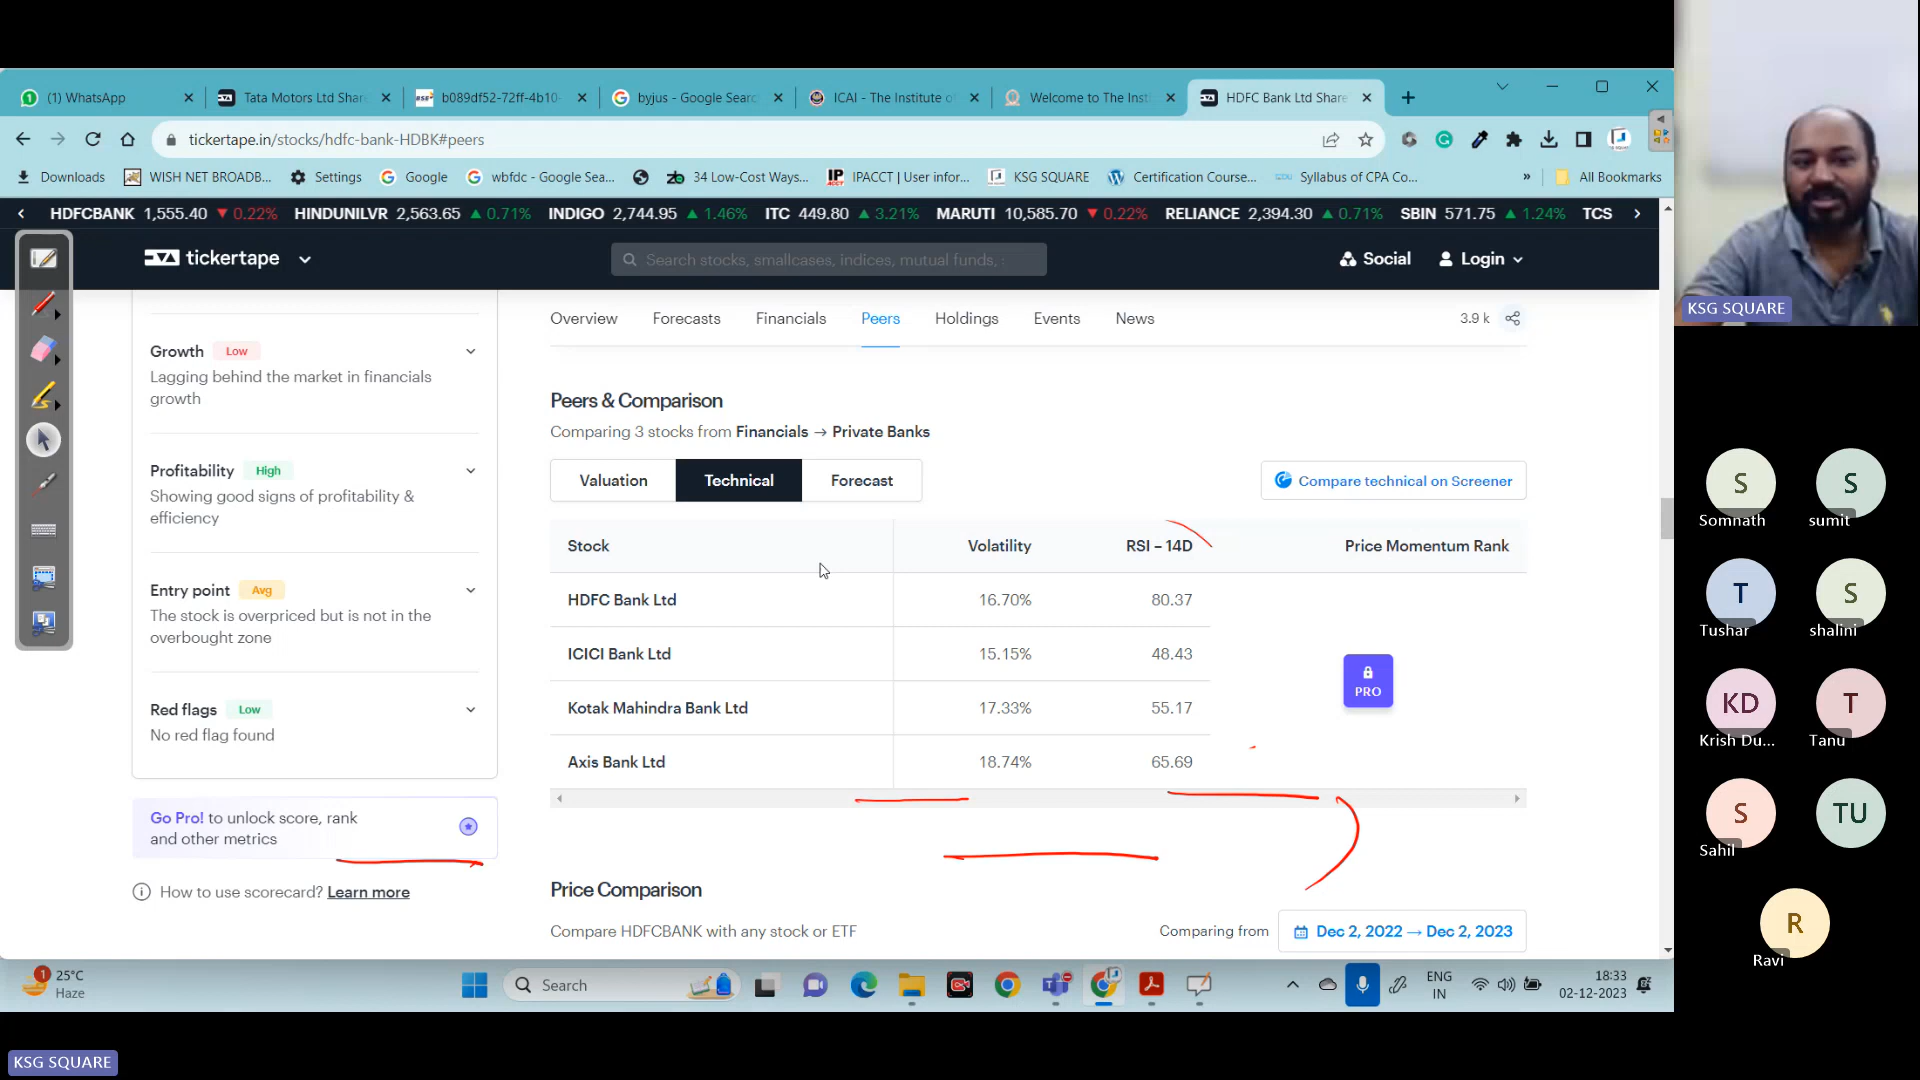 (1) WhatsApp
Tata Motors Ltd Shar
b089df52-72ff-4b10-
byjus - Google Searc
ICAI - The Institute o
Welcome to The Insti
HDFC Bank Ltd Share
tickertape.in/stocks/hdfc-bank-HDBK#peers
Downloads
WISH NET BROADB...
Settings
Google
wbfdc - Google Sea...
34 Low-Cost Ways...
IPACCT | User infor...
KSG SQUARE
Certification Course...
Syllabus of CPA Co...
»
All Bookmarks
HDFCBANK 1,555.40 ▼ 0.22% HINDUNILVR 2,563.65 ▲ 0.71% INDIGO 2,744.95 ▲ 1.46% ITC 449.80 ▲ 3.21% MARUTI 10,585.70 ▼ 0.22% RELIANCE 2,394.30 ▲ 0.71% SBIN 571.75 ▲ 1.24% TCS
tickertape
Search stocks, smallcases, indices, mutual funds,
Social
Login
Overview Forecasts Financials Peers Holdings Events News
3.9 k
Growth Low
Lagging behind the market in financials
growth
Profitability High
Showing good signs of profitability &
efficiency
Entry point Avg
The stock is overpriced but is not in the
overbought zone
Red flags Low
No red flag found
Go Pro! to unlock score, rank
and other metrics
How to use scorecard? Learn more
Peers & Comparison
Comparing 3 stocks from Financials → Private Banks
Valuation Technical Forecast
Compare technical on Screener
Stock Volatility RSI – 14D Price Momentum Rank
HDFC Bank Ltd 16.70% 80.37
ICICI Bank Ltd 15.15% 48.43
Kotak Mahindra Bank Ltd 17.33% 55.17
Axis Bank Ltd 18.74% 65.69
PRO
Price Comparison
Compare HDFCBANK with any stock or ETF
Comparing from
Dec 2, 2022 → Dec 2, 2023
1
25°C
Haze
Search
ENG
IN
18:33
02-12-2023
KSG SQUARE
KSG SQUARE
S
Somnath
S
sumit
T
Tushar
S
shalini
KD
Krish Du...
T
Tanu
S
Sahil
TU
R
Ravi